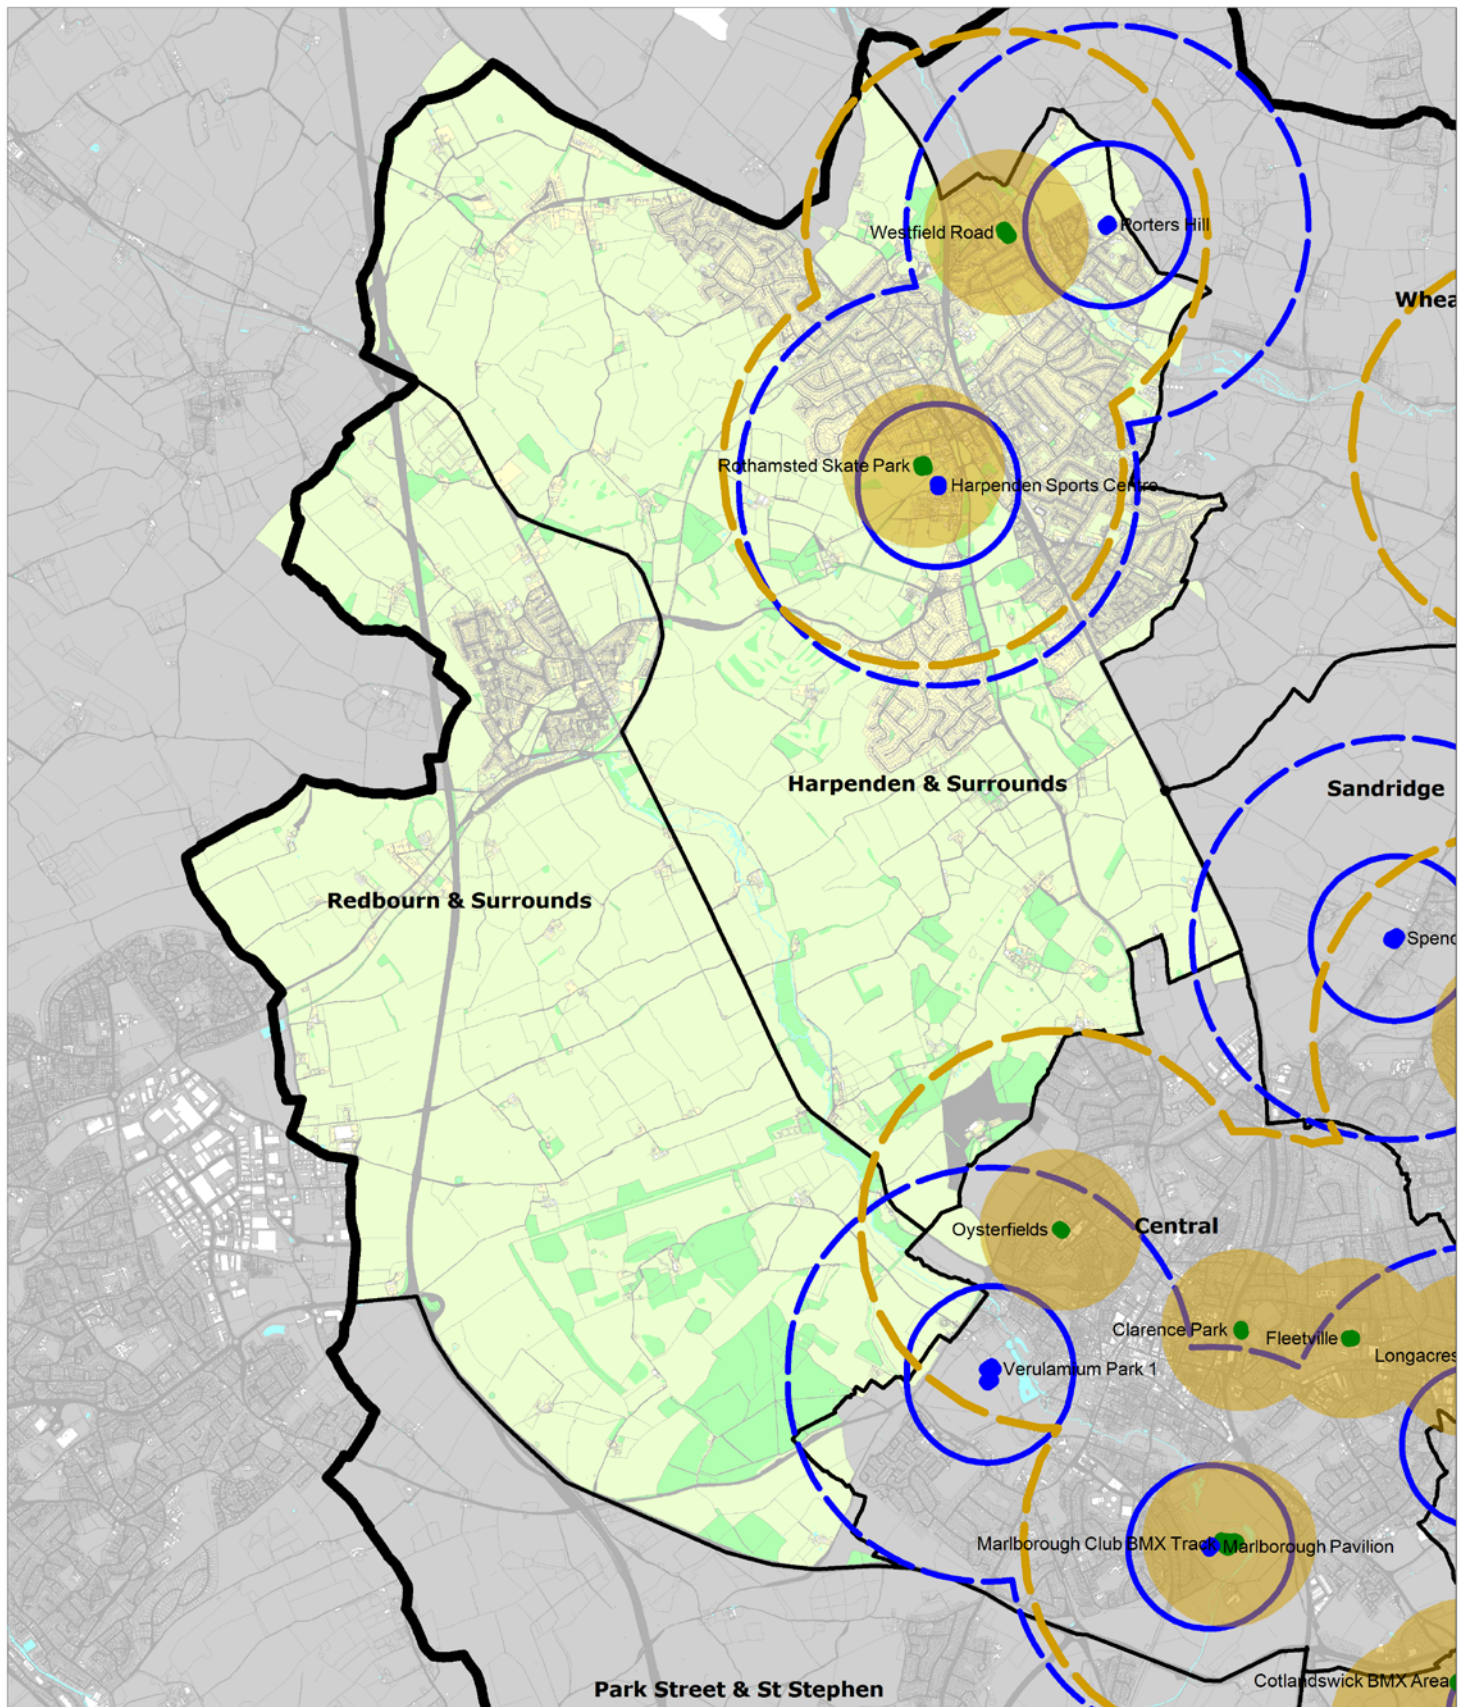 Westfield Road
Porters Hill
Whea
Rothamsted Skate Park
Harpenden Sports Centre
Harpenden & Surrounds
Sandridge
Redbourn & Surrounds
Spenc
Oysterfields
Central
Clarence Park
Fleetville
Longacres
Verulamium Park 1
Marlborough Club BMX Track
Marlborough Pavilion
Cotlandswick BMX Area
Park Street & St Stephen